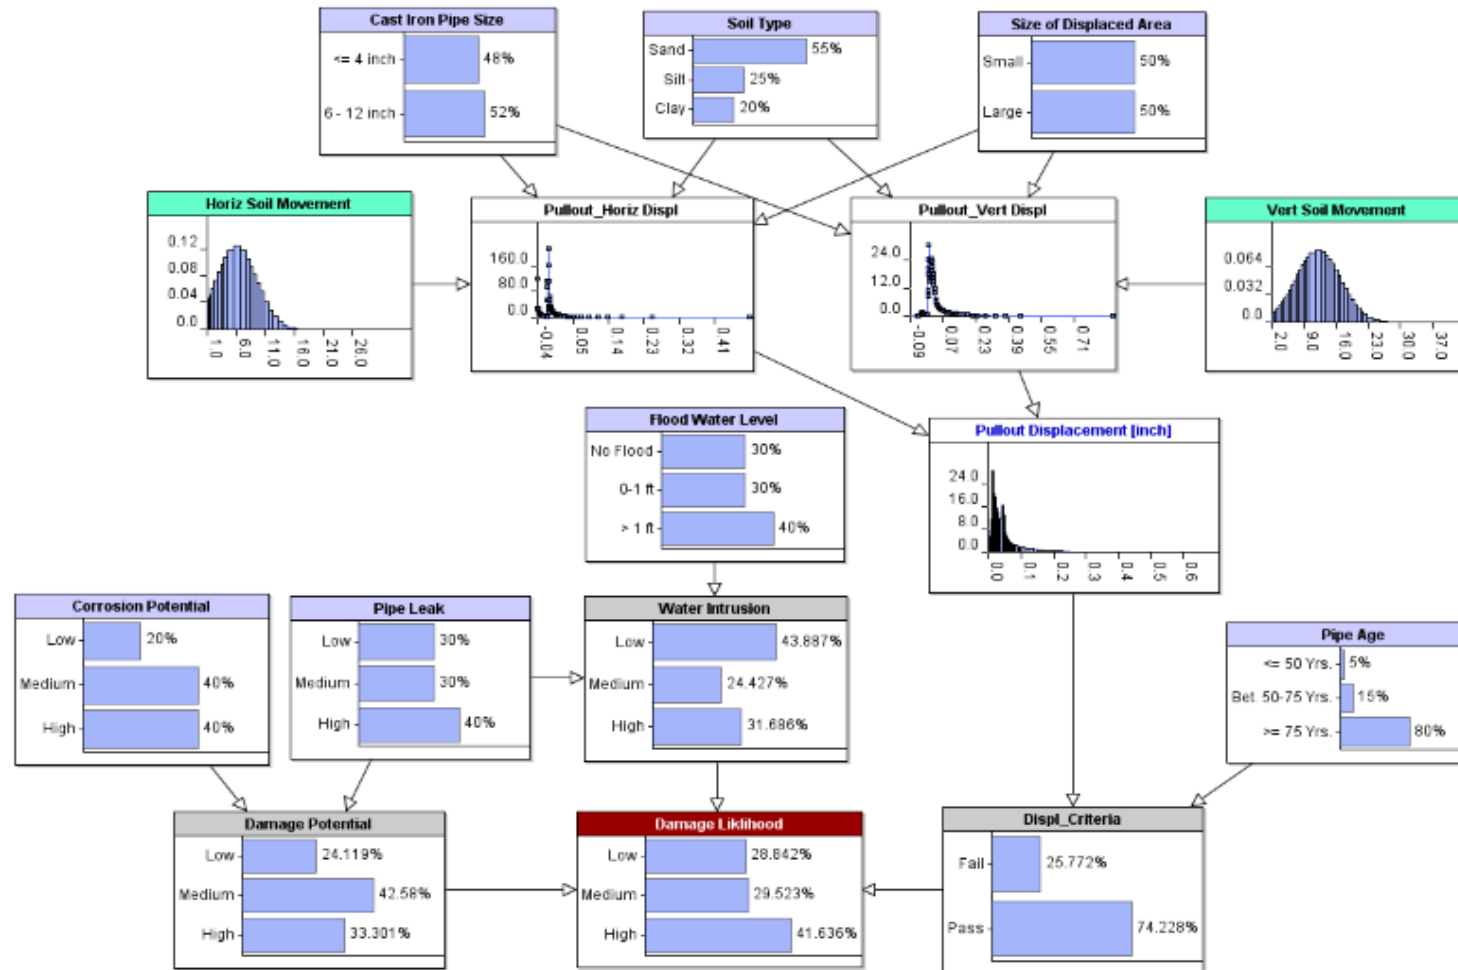 Cast Iron Pipe Size
<= 4 inch 48%
6 - 12 inch 52%
Soil Type
Sand 55%
Silt 25%
Clay 20%
Size of Displaced Area
Small 50%
Large 50%
Horiz Soil Movement
0.12
0.08
0.04
0.0
1.0 6.0 11.0 16.0 21.0 26.0
Pullout_Horiz Displ
160.0
80.0
0.0
-0.04 0.05 0.14 0.23 0.32 0.41
Pullout_Vert Displ
24.0
12.0
0.0
-0.09 0.07 0.23 0.39 0.55 0.71
Vert Soil Movement
0.064
0.032
0.0
2.0 9.0 16.0 23.0 30.0 37.0
Flood Water Level
No Flood 30%
0-1 ft 30%
> 1 ft 40%
Pullout Displacement [inch]
24.0
16.0
8.0
0.0
0.0 0.1 0.2 0.3 0.4 0.5 0.6
Corrosion Potential
Low 20%
Medium 40%
High 40%
Pipe Leak
Low 30%
Medium 30%
High 40%
Water Intrusion
Low 43.887%
Medium 24.427%
High 31.686%
Pipe Age
<= 50 Yrs. 5%
Bet. 50-75 Yrs. 15%
>= 75 Yrs. 80%
Damage Potential
Low 24.119%
Medium 42.58%
High 33.301%
Damage Liklihood
Low 28.842%
Medium 29.523%
High 41.636%
Displ_Criteria
Fail 25.772%
Pass 74.228%